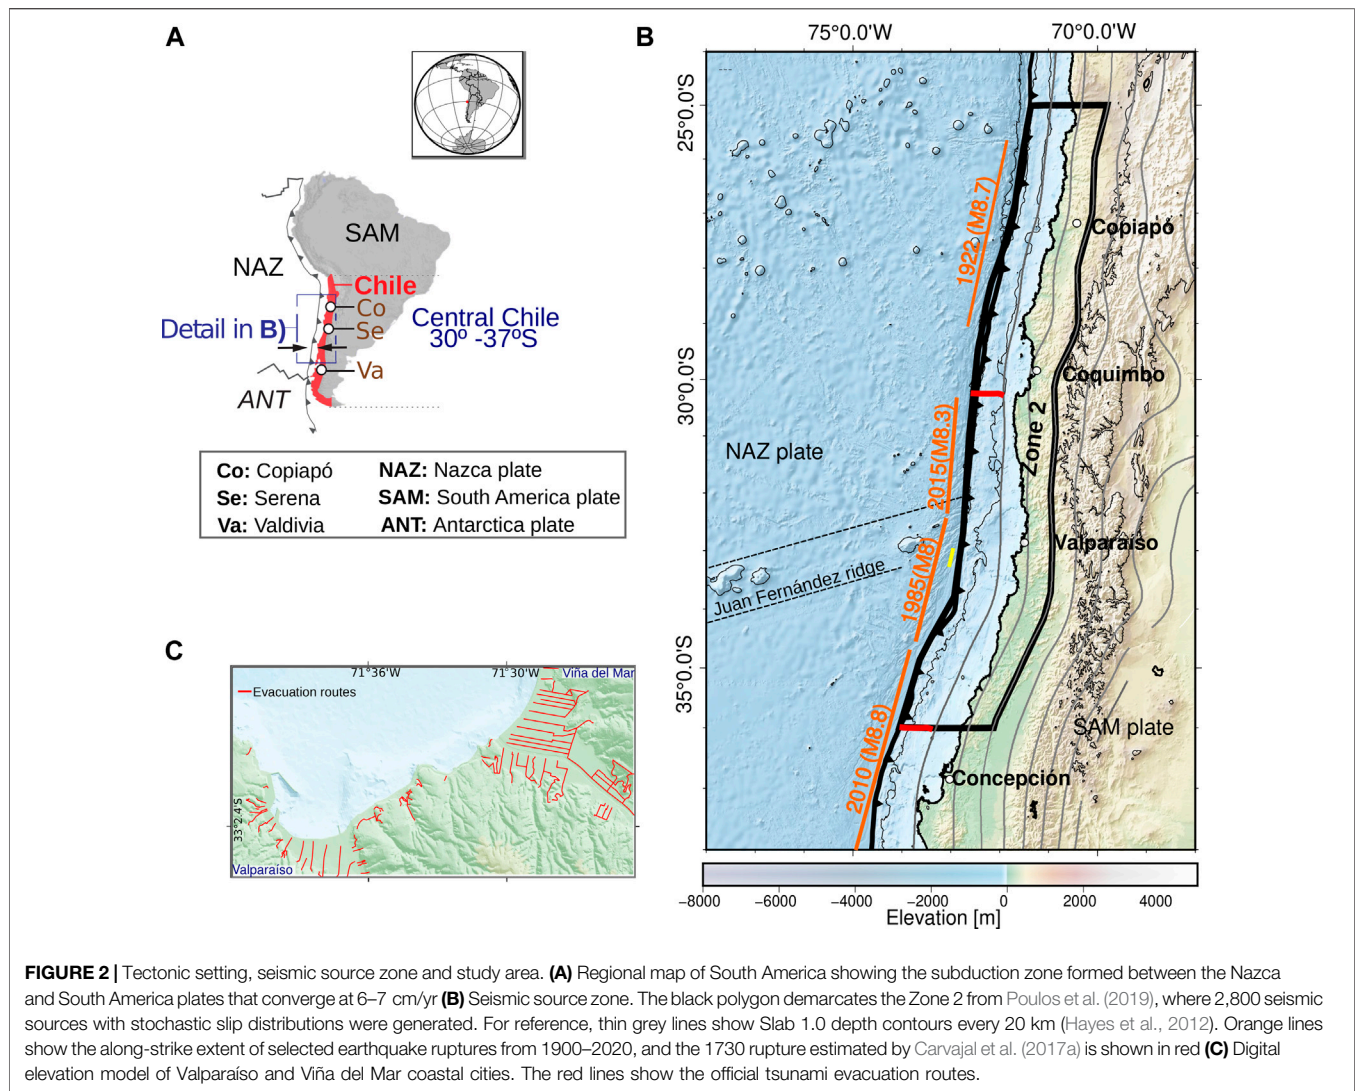 A
SAM
NAZ
Chile
Co
Detail in B)
Se
Central Chile
30º -37ºS
Va
ANT
Co: Copiapó
NAZ: Nazca plate
Se: Serena
SAM: South America plate
Va: Valdivia
ANT: Antarctica plate
B
75°0.0'W
70°0.0'W
25°0.0'S
30°0.0'S
35°0.0'S
1922 (M8.7)
Copiapó
Coquimbo
2015(M8.3)
Zone 2
NAZ plate
Valparaíso
1985(M8)
Juan Fernández ridge
2010 (M8.8)
SAM plate
Concepción
−8000
−6000
−4000
−2000
0
2000
4000
Elevation [m]
C
71°36'W
71°30'W
Viña del Mar
Evacuation routes
33°2.4'S
Valparaíso
FIGURE 2 | Tectonic setting, seismic source zone and study area. (A) Regional map of South America showing the subduction zone formed between the Nazca
and South America plates that converge at 6–7 cm/yr (B) Seismic source zone. The black polygon demarcates the Zone 2 from Poulos et al. (2019), where 2,800 seismic
sources with stochastic slip distributions were generated. For reference, thin grey lines show Slab 1.0 depth contours every 20 km (Hayes et al., 2012). Orange lines
show the along-strike extent of selected earthquake ruptures from 1900–2020, and the 1730 rupture estimated by Carvajal et al. (2017a) is shown in red (C) Digital
elevation model of Valparaíso and Viña del Mar coastal cities. The red lines show the official tsunami evacuation routes.